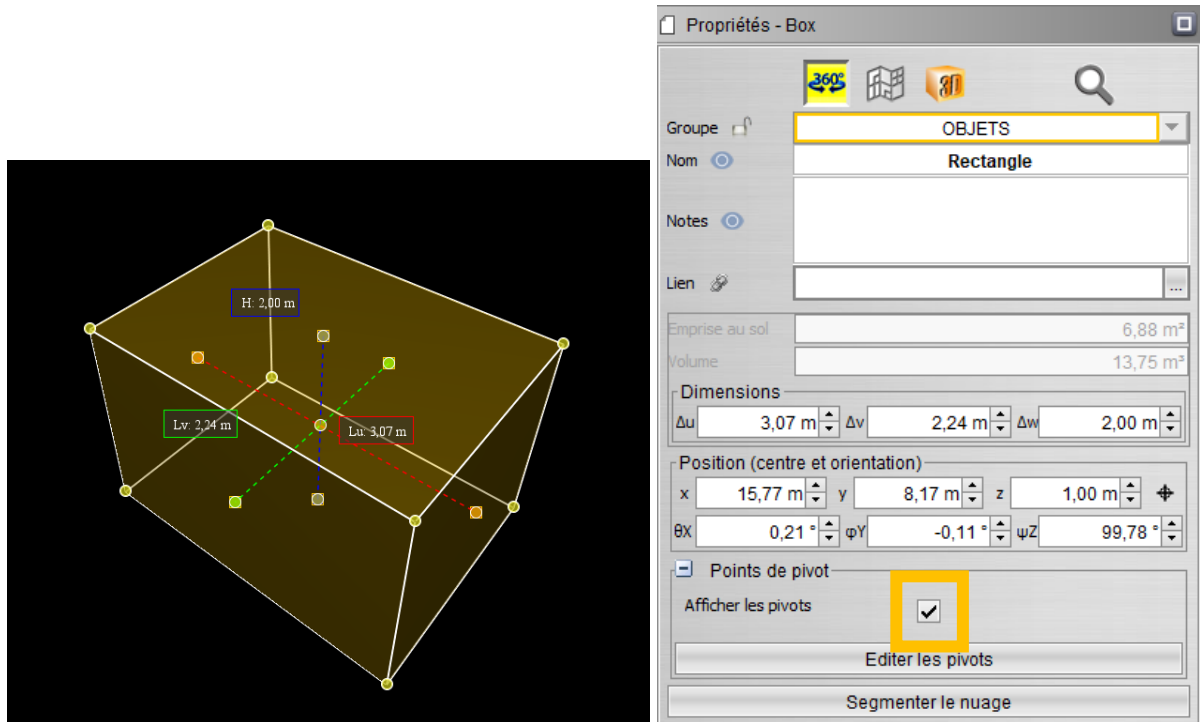 H: 2,00 m
Lv: 2,24 m
Lu: 3,07 m
Propriétés - Box
360°
3D
Groupe OBJETS
Nom Rectangle
Notes
Lien ...
Emprise au sol 6,88 m²
Volume 13,75 m³
Dimensions
Δu 3,07 m Δv 2,24 m Δw 2,00 m
Position (centre et orientation)
x 15,77 m y 8,17 m z 1,00 m
θX 0,21 ° φY -0,11 ° ψZ 99,78 °
Points de pivot
Afficher les pivots
Editer les pivots
Segmenter le nuage